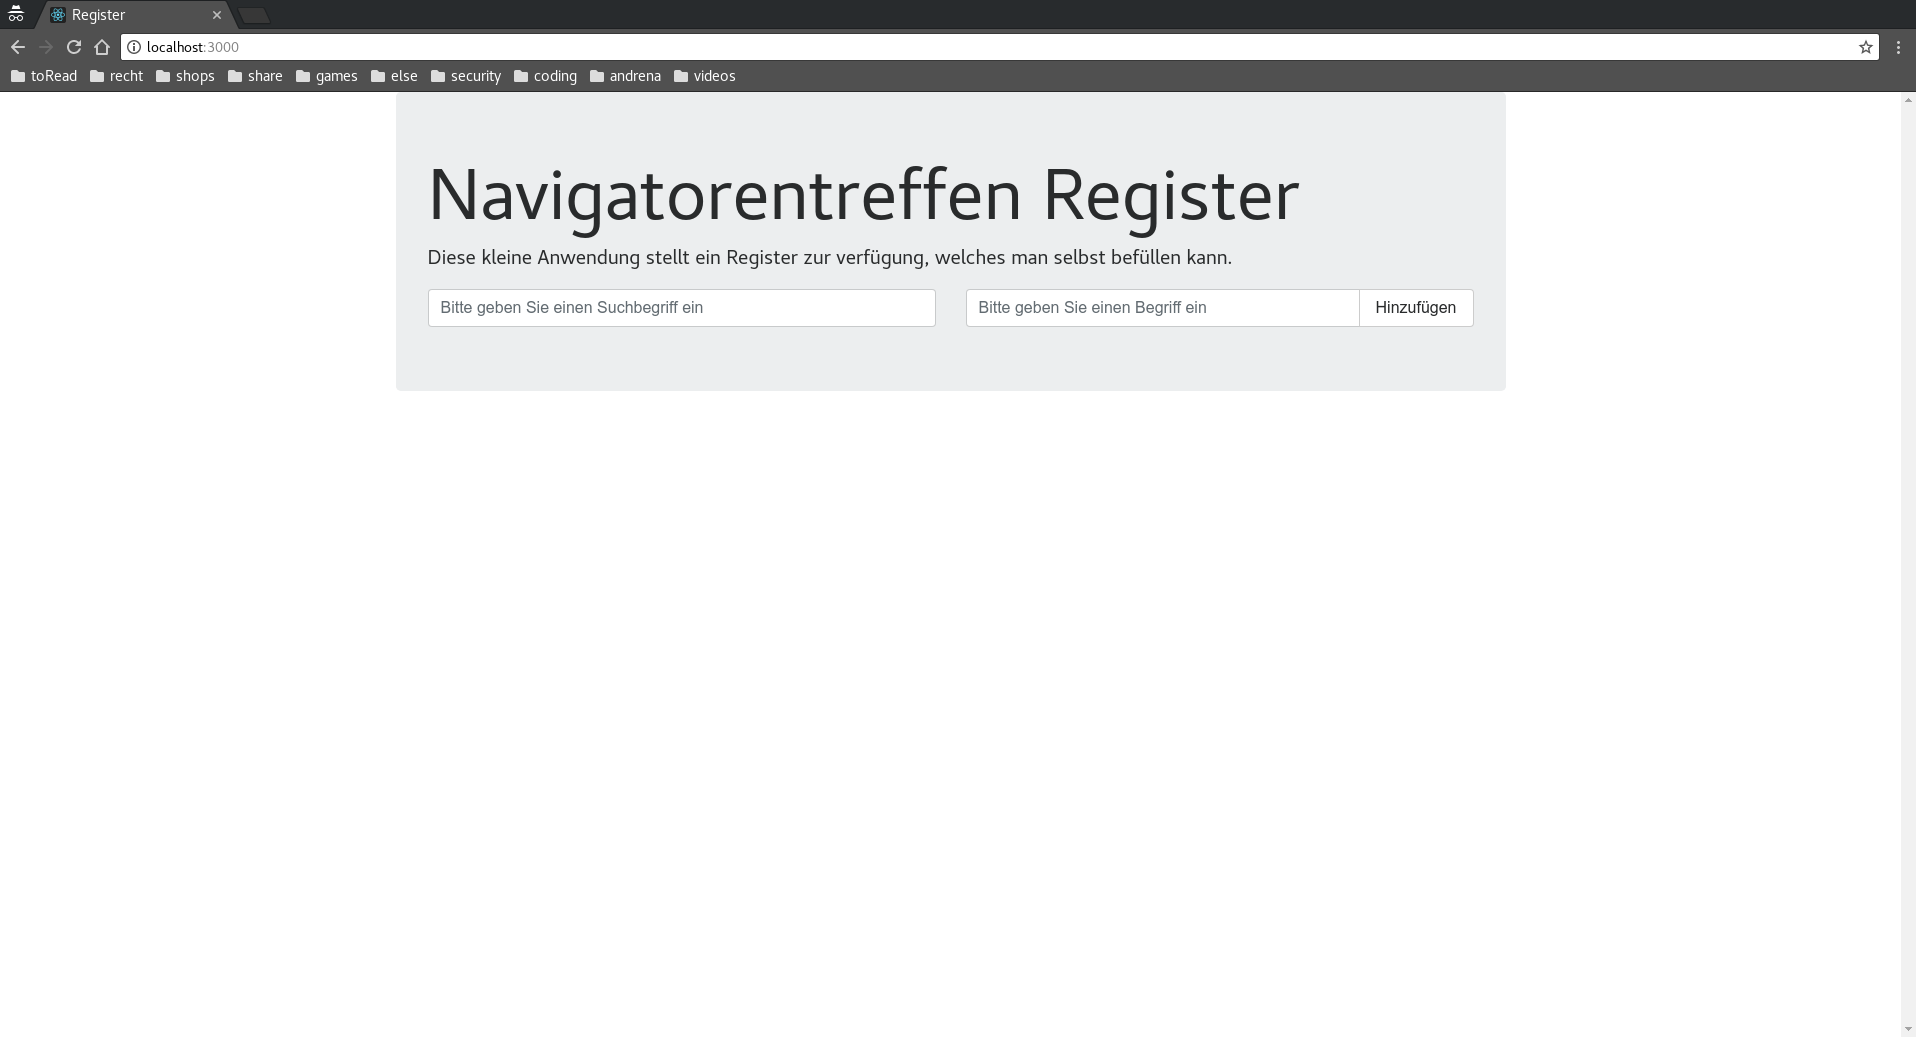 Register
localhost:3000
toRead recht shops share games else security coding andrena videos
Navigatorentreffen Register
Diese kleine Anwendung stellt ein Register zur verfügung, welches man selbst befüllen kann.
Bitte geben Sie einen Suchbegriff ein Bitte geben Sie einen Begriff ein Hinzufügen